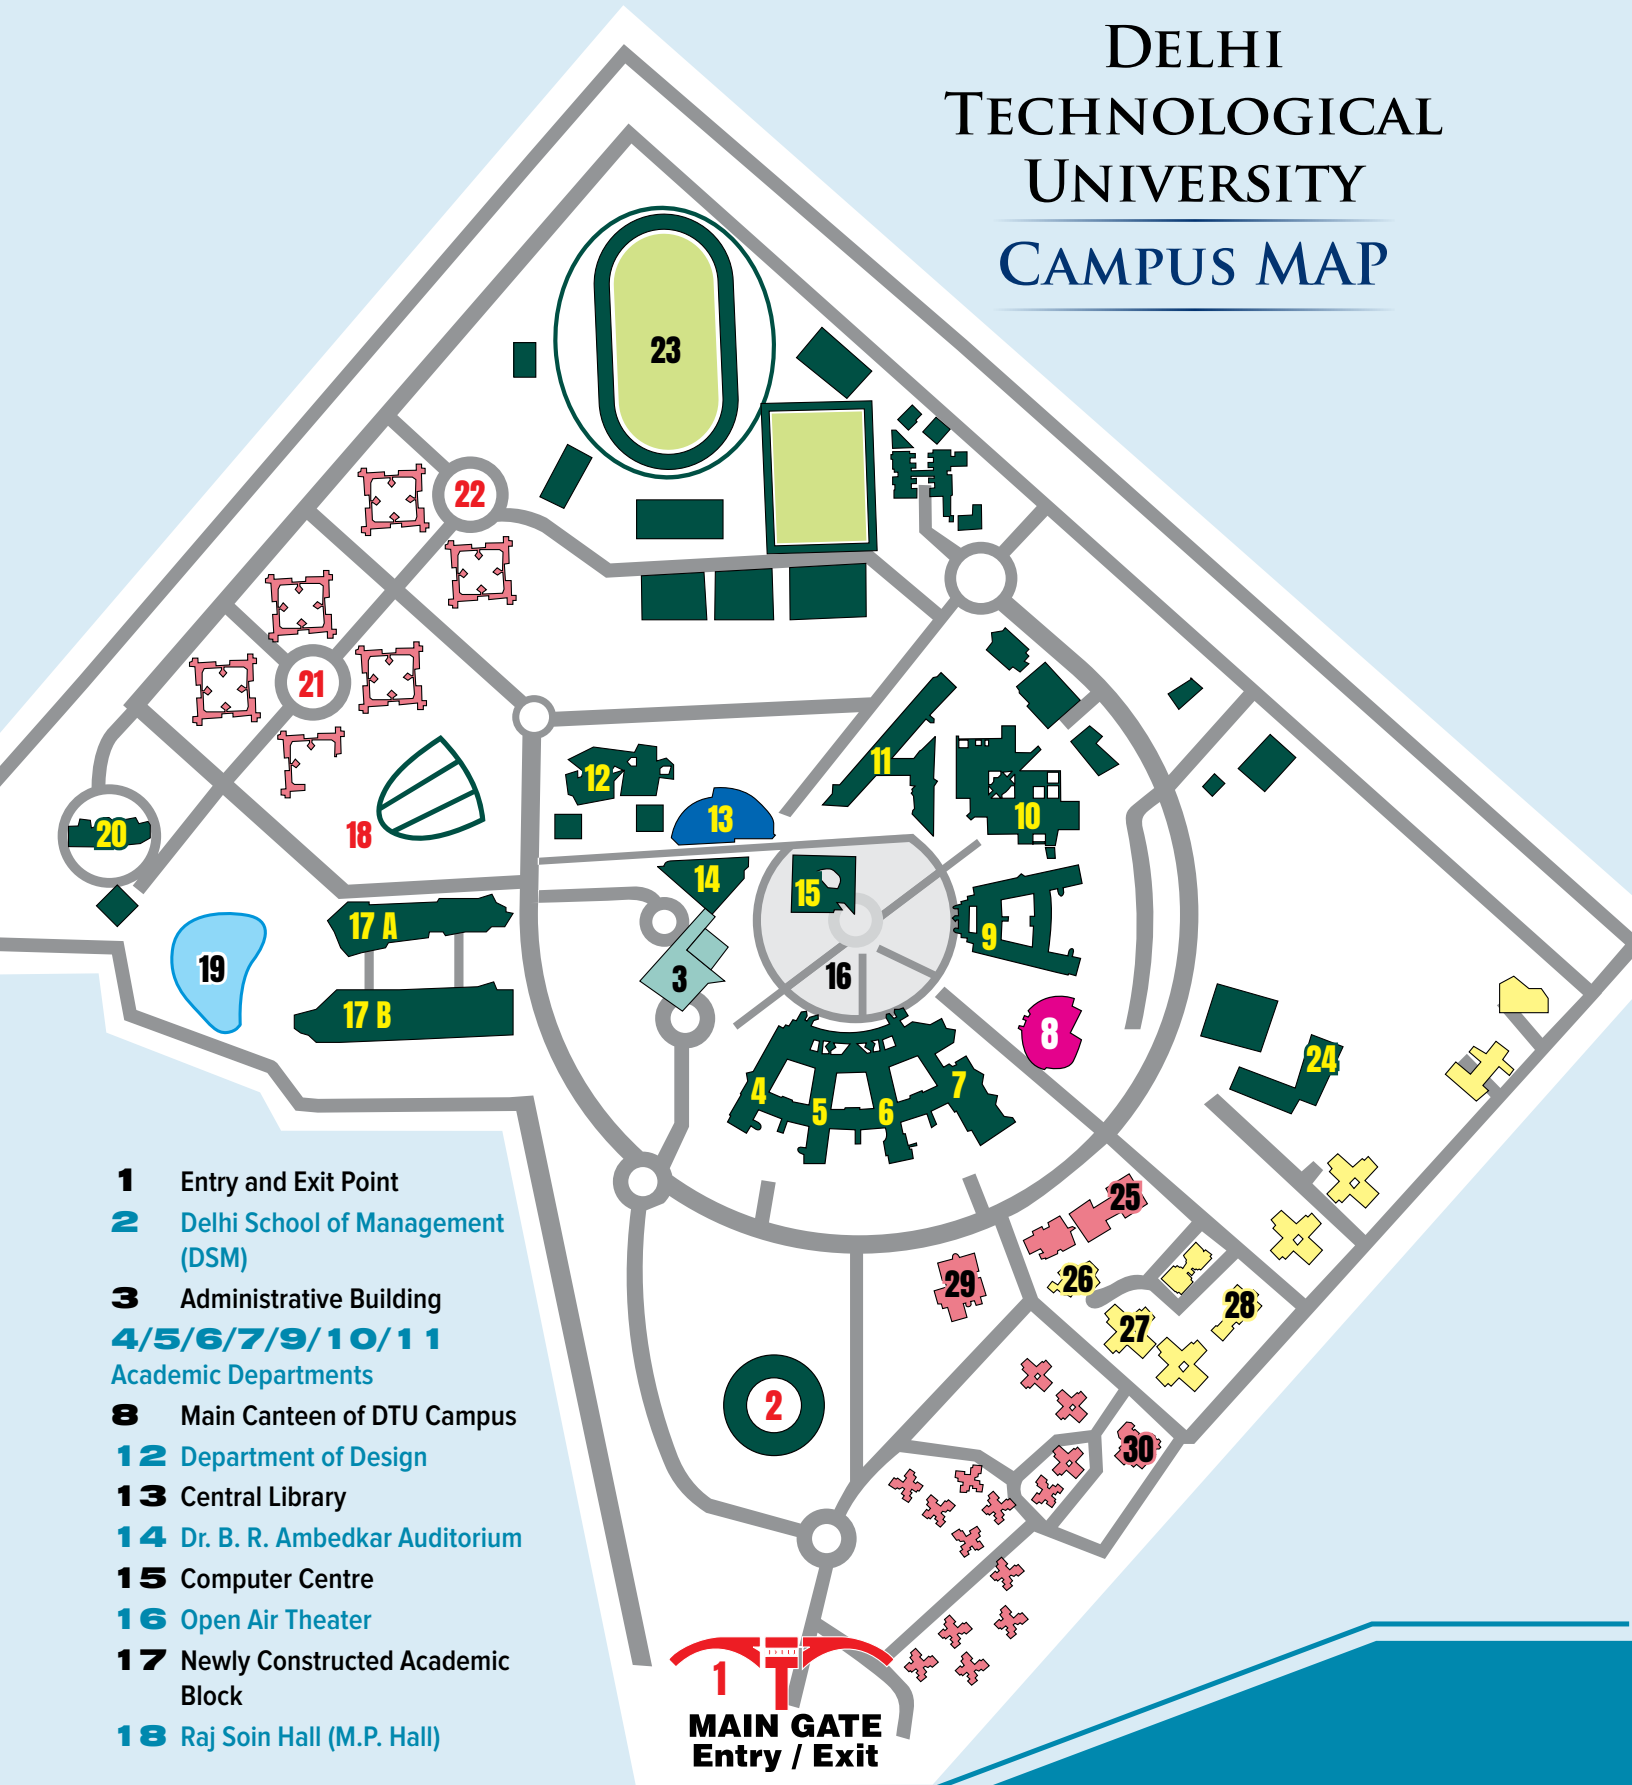 DELHI
TECHNOLOGICAL
UNIVERSITY
CAMPUS MAP
23
22
21
11
12
13
10
20
18
14
15
17 A
9
19
3
16
17 B
8
24
4
5
6
7
25
26
29
28
27
2
30
1
MAIN GATE
Entry / Exit
1 Entry and Exit Point
2 Delhi School of Management
(DSM)
3 Administrative Building
4/5/6/7/9/10/11
Academic Departments
8 Main Canteen of DTU Campus
12 Department of Design
13 Central Library
14 Dr. B. R. Ambedkar Auditorium
15 Computer Centre
16 Open Air Theater
17 Newly Constructed Academic
Block
18 Raj Soin Hall (M.P. Hall)